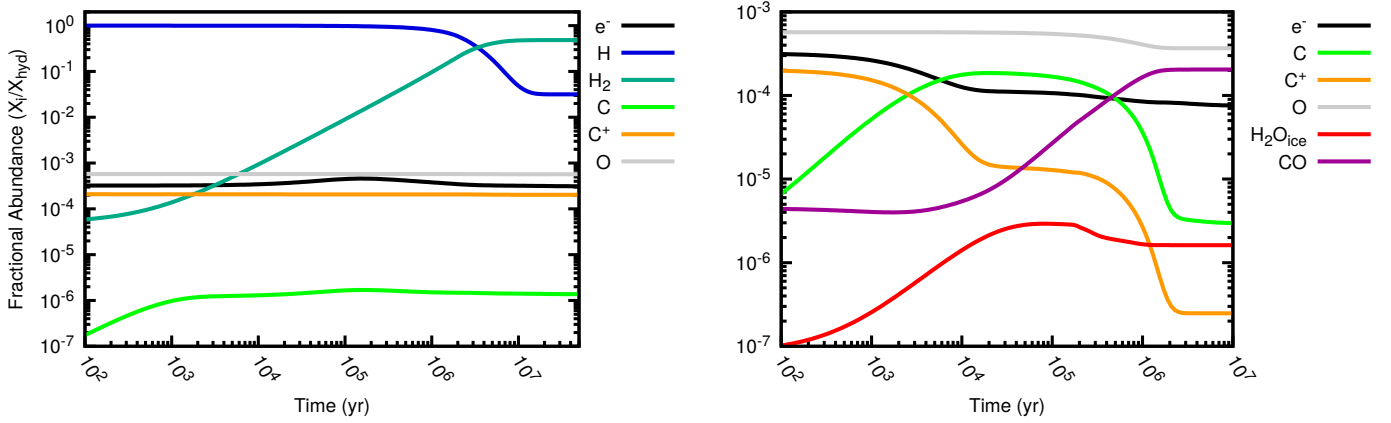 Fractional Abundance (X_i/X_hyd)
10^0
10^-1
10^-2
10^-3
10^-4
10^-5
10^-6
10^-7
10^2
10^3
10^4
10^5
10^6
10^7
Time (yr)
e^-
H
H_2
C
C^+
O
10^-3
10^-4
10^-5
10^-6
10^-7
10^2
10^3
10^4
10^5
10^6
10^7
Time (yr)
e^-
C
C^+
O
H_2O_ice
CO